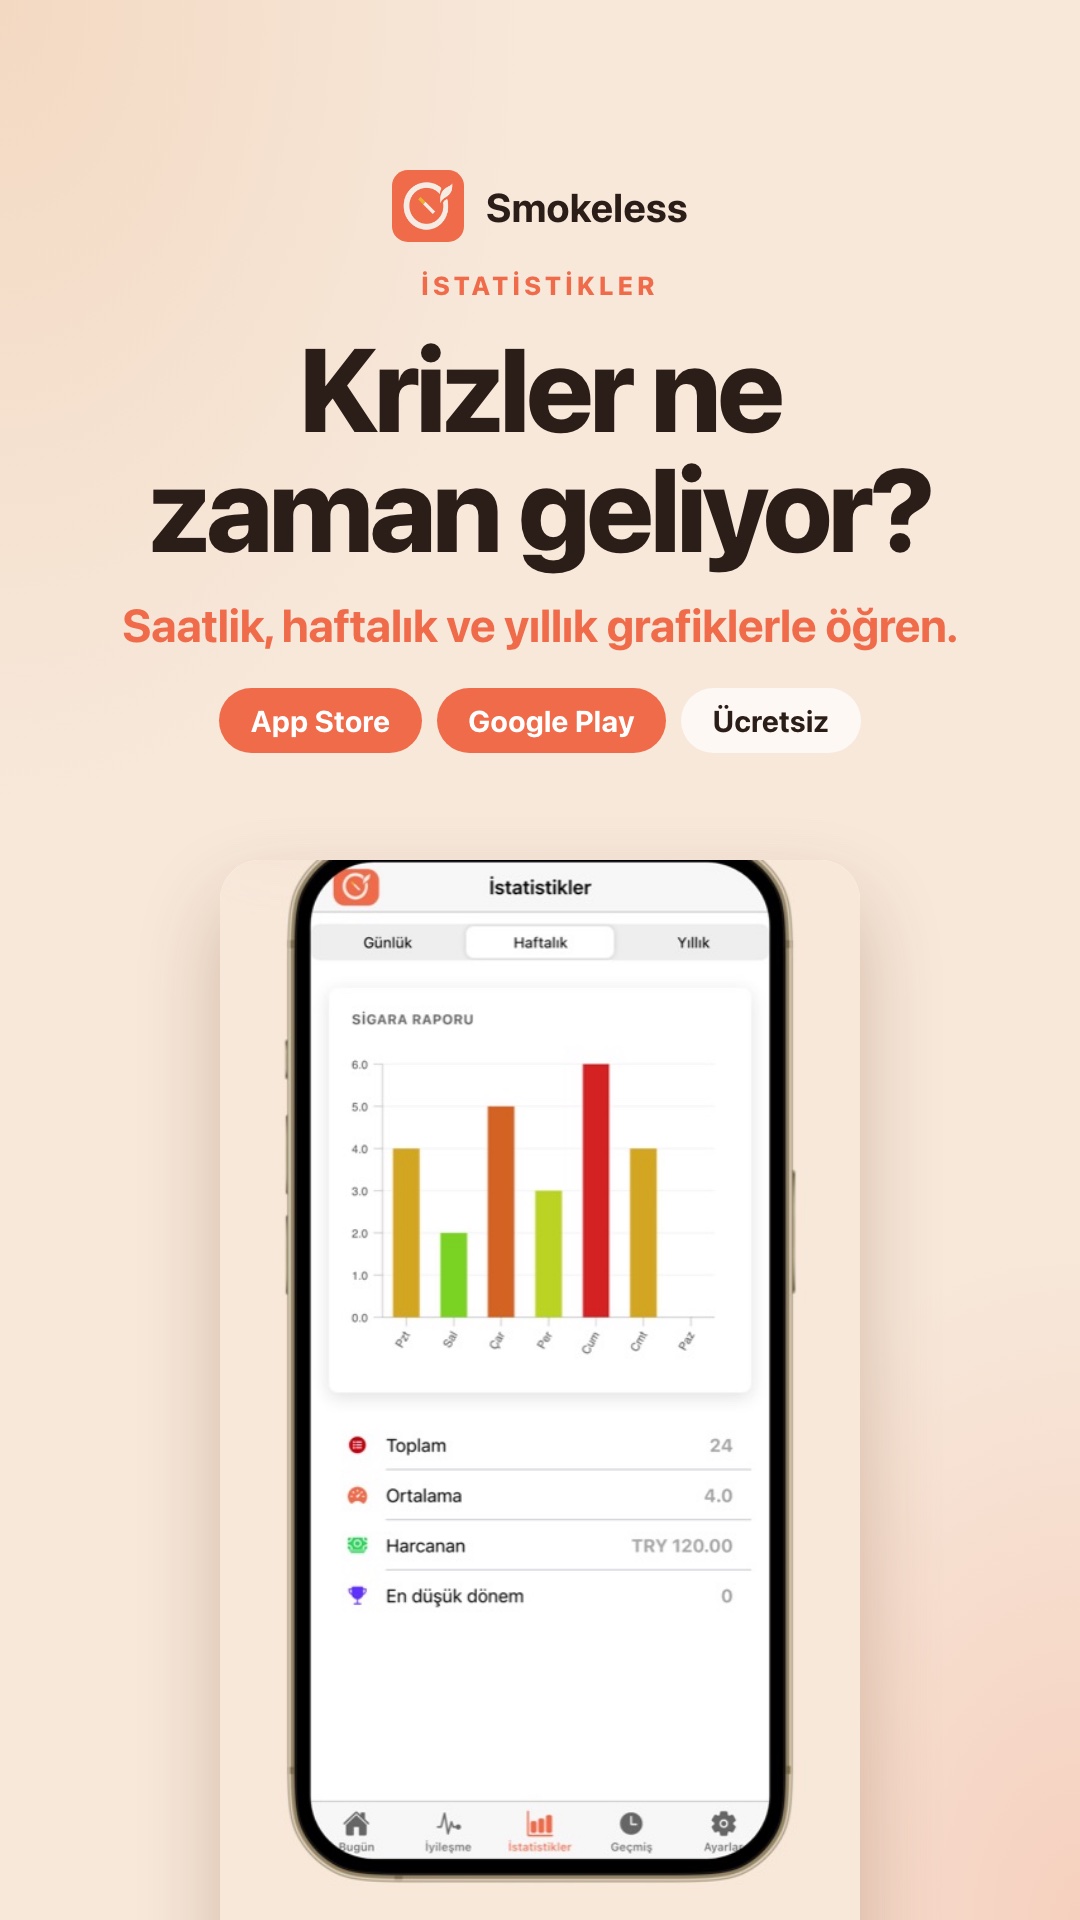 Smokeless
İSTATİSTİKLER
Krizler ne
zaman geliyor?
Saatlik, haftalık ve yıllık grafiklerle öğren.
App Store Google Play Ücretsiz
İstatistikler
Günlük Haftalık Yıllık
SİGARA RAPORU
6.0
5.0
4.0
3.0
2.0
1.0
0.0
Pzt Sal Çar Per Cum Cmt Paz
Toplam 24
Ortalama 4.0
Harcanan TRY 120.00
En düşük dönem 0
Bugün İyileşme İstatistikler Geçmiş Ayarlar